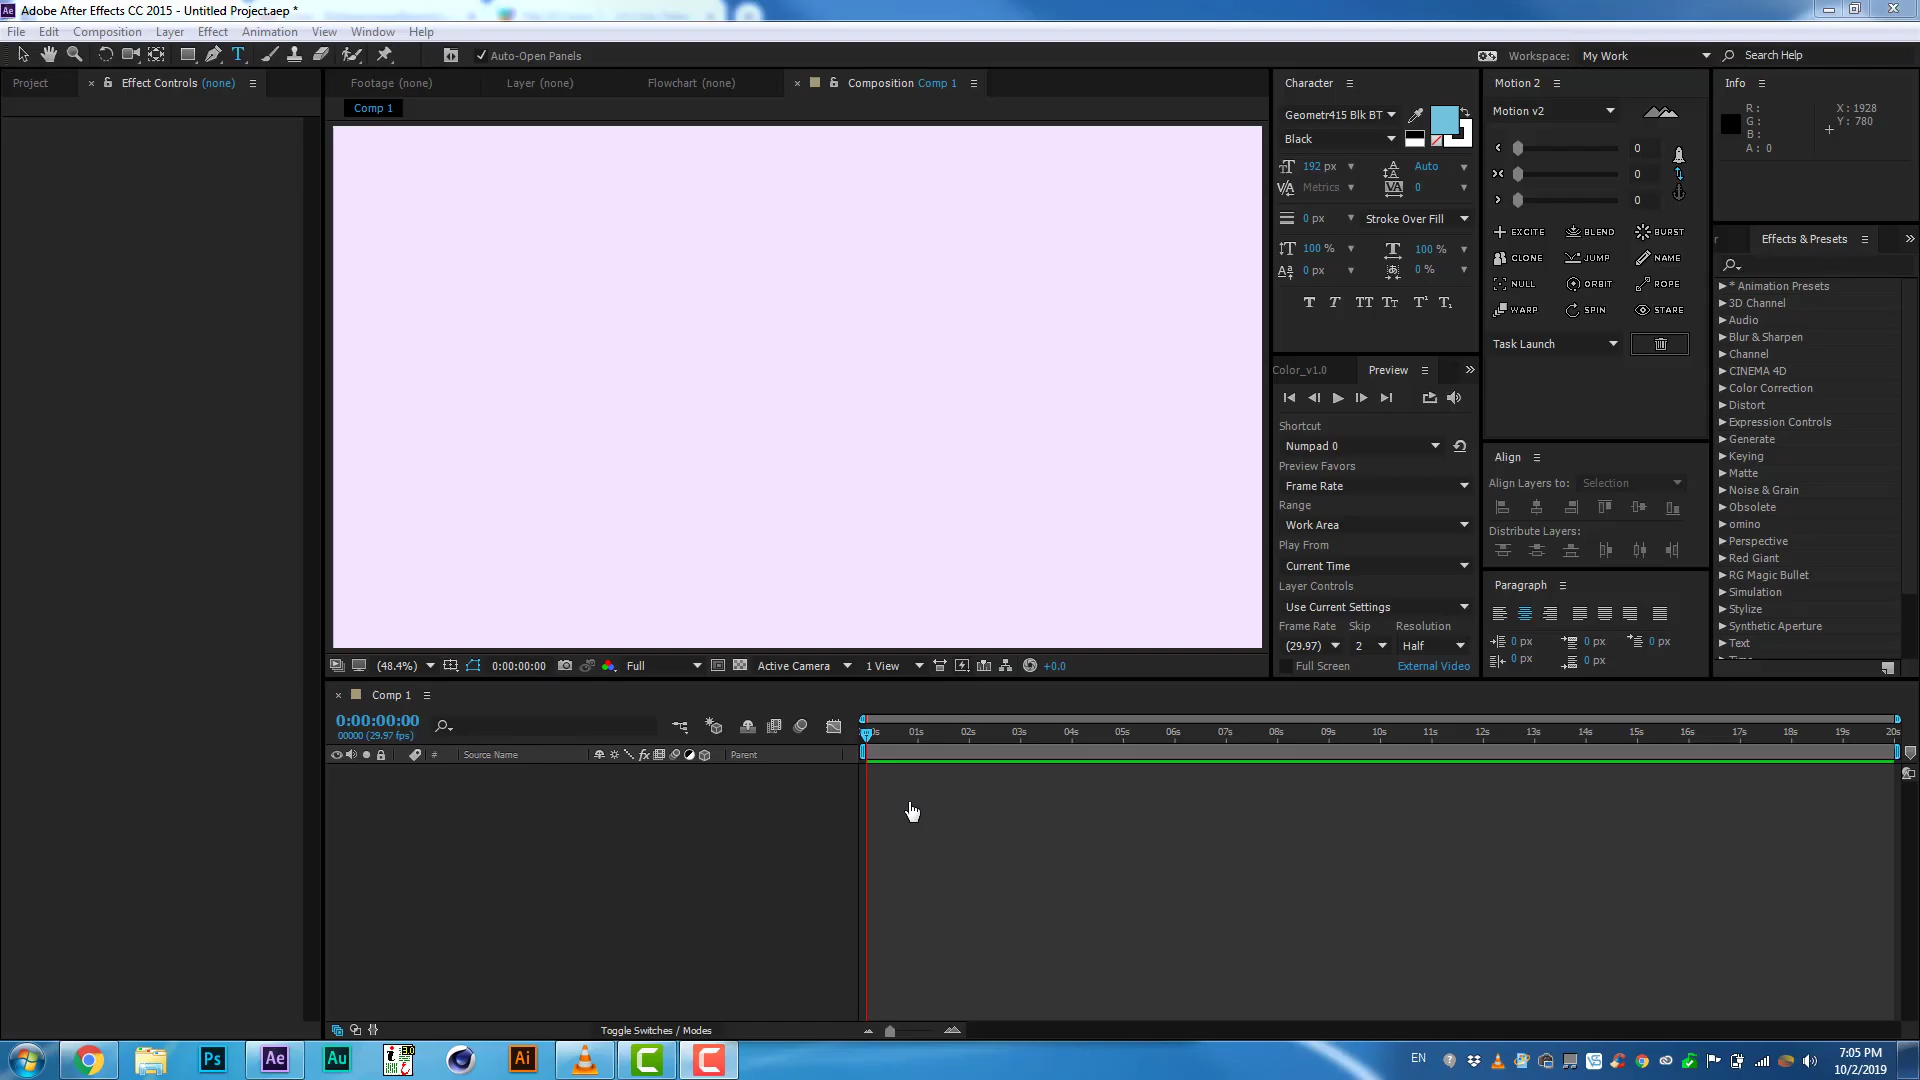 Adobe After Effects CC 2015 - Untitled Project.aep *
File Edit Composition Layer Effect Animation View Window Help
Auto-Open Panels
Workspace: My Work
Search Help
Project
Effect Controls (none)
Footage (none)
Layer (none)
Flowchart (none)
Composition Comp 1
Comp 1
Character
Geometr415 Blk BT
Black
192 px
Auto
Metrics
0
0 px
Stroke Over Fill
100 %
100 %
0 px
0 %
Motion 2
Motion v2
0
0
0
EXCITE BLEND BURST
CLONE JUMP NAME
NULL ORBIT ROPE
WARP SPIN STARE
Task Launch
Info
R :
G :
B :
A : 0
X : 1928
Y : 780
Color_v1.0
Preview
Shortcut
Numpad 0
Preview Favors
Frame Rate
Range
Work Area
Play From
Current Time
Layer Controls
Use Current Settings
Frame Rate Skip Resolution
(29.97) 2 Half
Full Screen External Video
Align
Align Layers to: Selection
Distribute Layers:
Paragraph
0 px 0 px 0 px
0 px 0 px
Effects & Presets
* Animation Presets
3D Channel
Audio
Blur & Sharpen
Channel
CINEMA 4D
Color Correction
Distort
Expression Controls
Generate
Keying
Matte
Noise & Grain
Obsolete
omino
Perspective
Red Giant
RG Magic Bullet
Simulation
Stylize
Synthetic Aperture
Text
(48.4%) 0:00:00:00 Full Active Camera 1 View +0.0
Comp 1
0:00:00:00
00000 (29.97 fps)
# Source Name Parent
01s 02s 03s 04s 05s 06s 07s 08s 09s 10s 11s 12s 13s 14s 15s 16s 17s 18s 19s 20s
Toggle Switches / Modes
Ps Ae Au Ai
EN
7:05 PM
10/2/2019